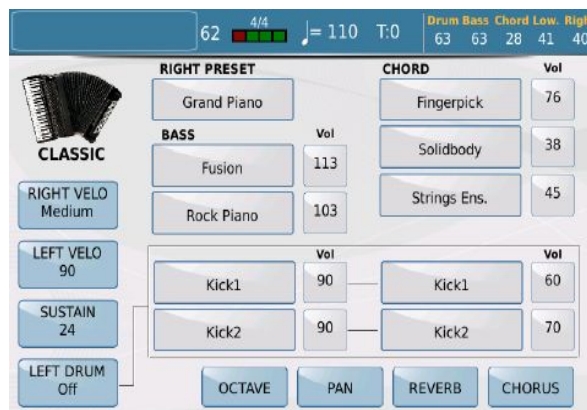 62 4/4 ♩= 110 T:0 Drum Bass Chord Low. Righ
63 63 28 41 40
RIGHT PRESET CHORD Vol
Grand Piano Fingerpick 76
CLASSIC BASS Vol Solidbody 38
Fusion 113
Rock Piano 103 Strings Ens. 45
RIGHT VELO
Medium
LEFT VELO
90
Vol Vol
Kick1 90 Kick1 60
SUSTAIN
24
Kick2 90 Kick2 70
LEFT DRUM
Off
OCTAVE PAN REVERB CHORUS